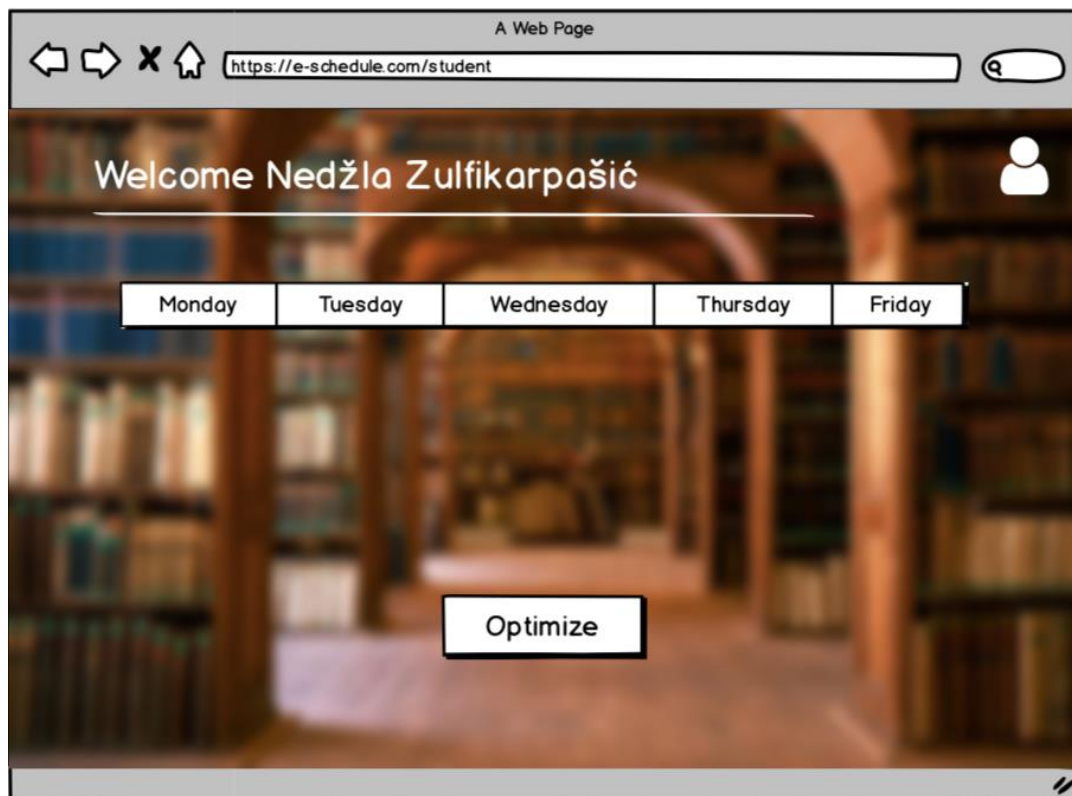 A Web Page
https://e-schedule.com/student
Welcome Nedžla Zulfikarpašić
Monday Tuesday Wednesday Thursday Friday
Optimize